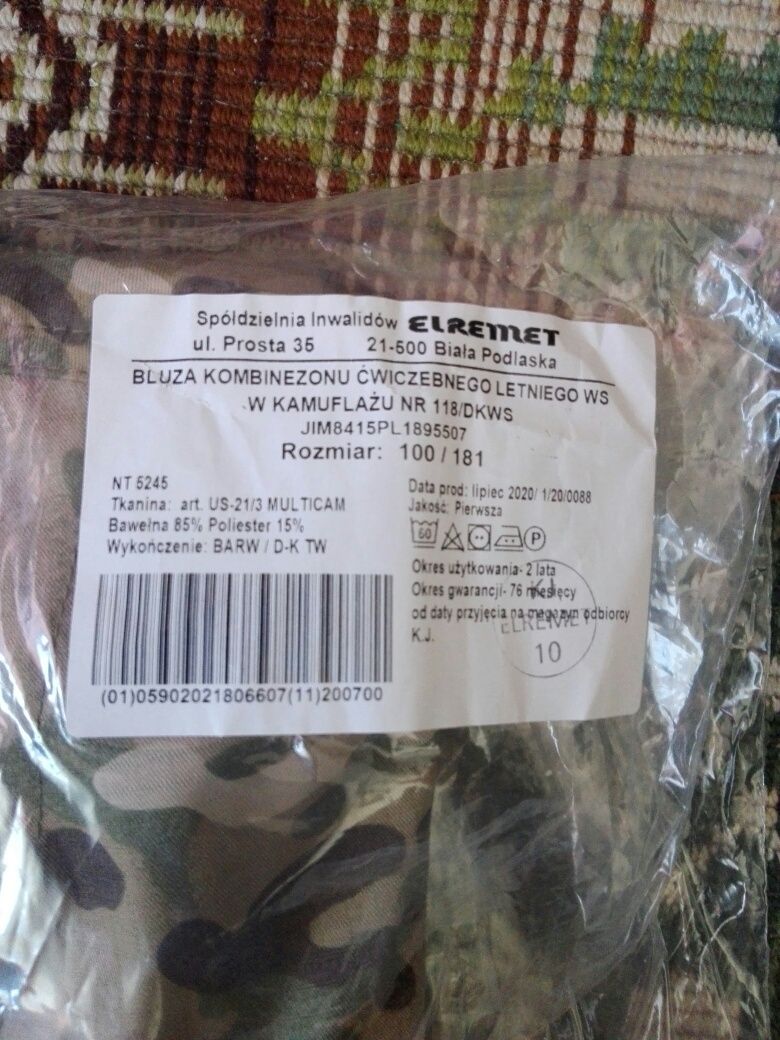 Spółdzielnia Inwalidów ELREMET
ul. Prosta 35 21-500 Biała Podlaska
BLUZA KOMBINEZONU ĆWICZEBNEGO LETNIEGO WS
W KAMUFLAŻU NR 118/DKWS
JIM8415PL1895507
Rozmiar: 100 / 181
NT 5245
Tkanina: art. US-21/3 MULTICAM
Bawełna 85% Poliester 15%
Wykończenie: BARW / D-K TW
(01)05902021806607(11)200700
Data prod: lipiec 2020/ 1/20/0088
Jakość: Pierwsza
60 P
Okres użytkowania- 2 lata
Okres gwarancji- 76 miesięcy
od daty przyjęcia na magazyn odbiorcy
K.J.
KJ
ELREMET
10